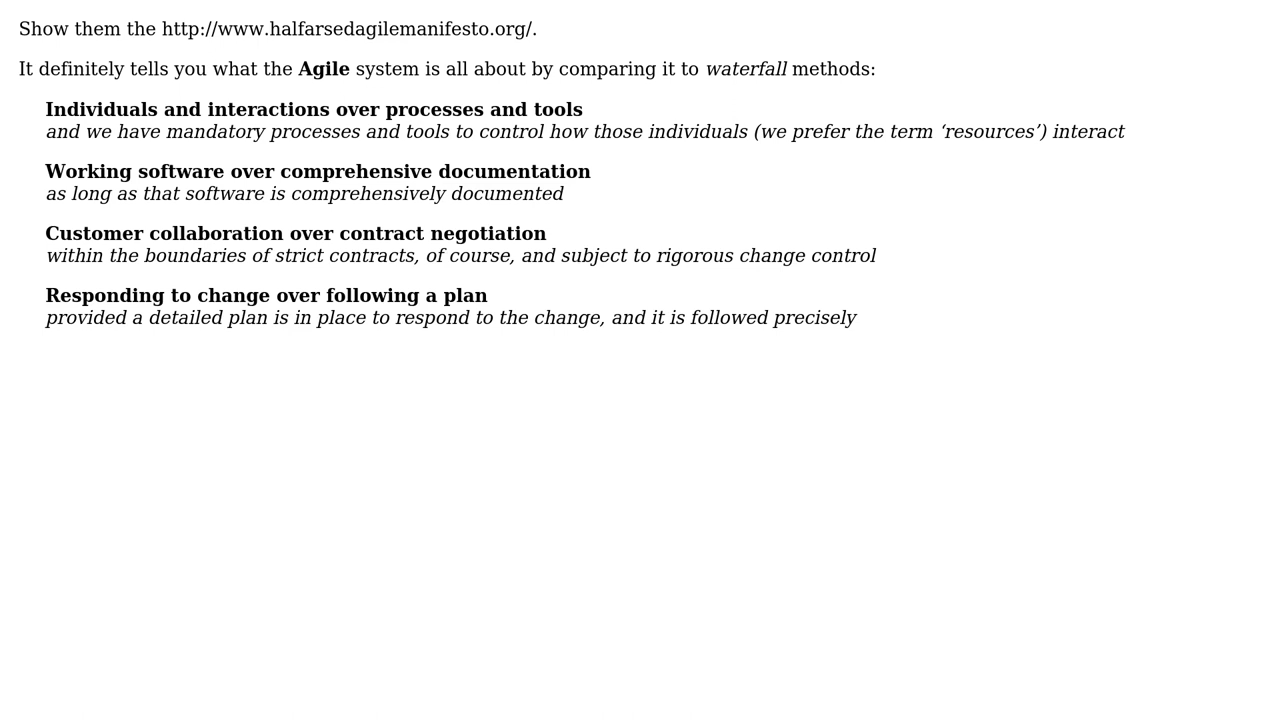 Show them the http://www.halfarsedagilemanifesto.org/.
It definitely tells you what the Agile system is all about by comparing it to waterfall methods:
Individuals and interactions over processes and tools
and we have mandatory processes and tools to control how those individuals (we prefer the term ‘resources’) interact
Working software over comprehensive documentation
as long as that software is comprehensively documented
Customer collaboration over contract negotiation
within the boundaries of strict contracts, of course, and subject to rigorous change control
Responding to change over following a plan
provided a detailed plan is in place to respond to the change, and it is followed precisely